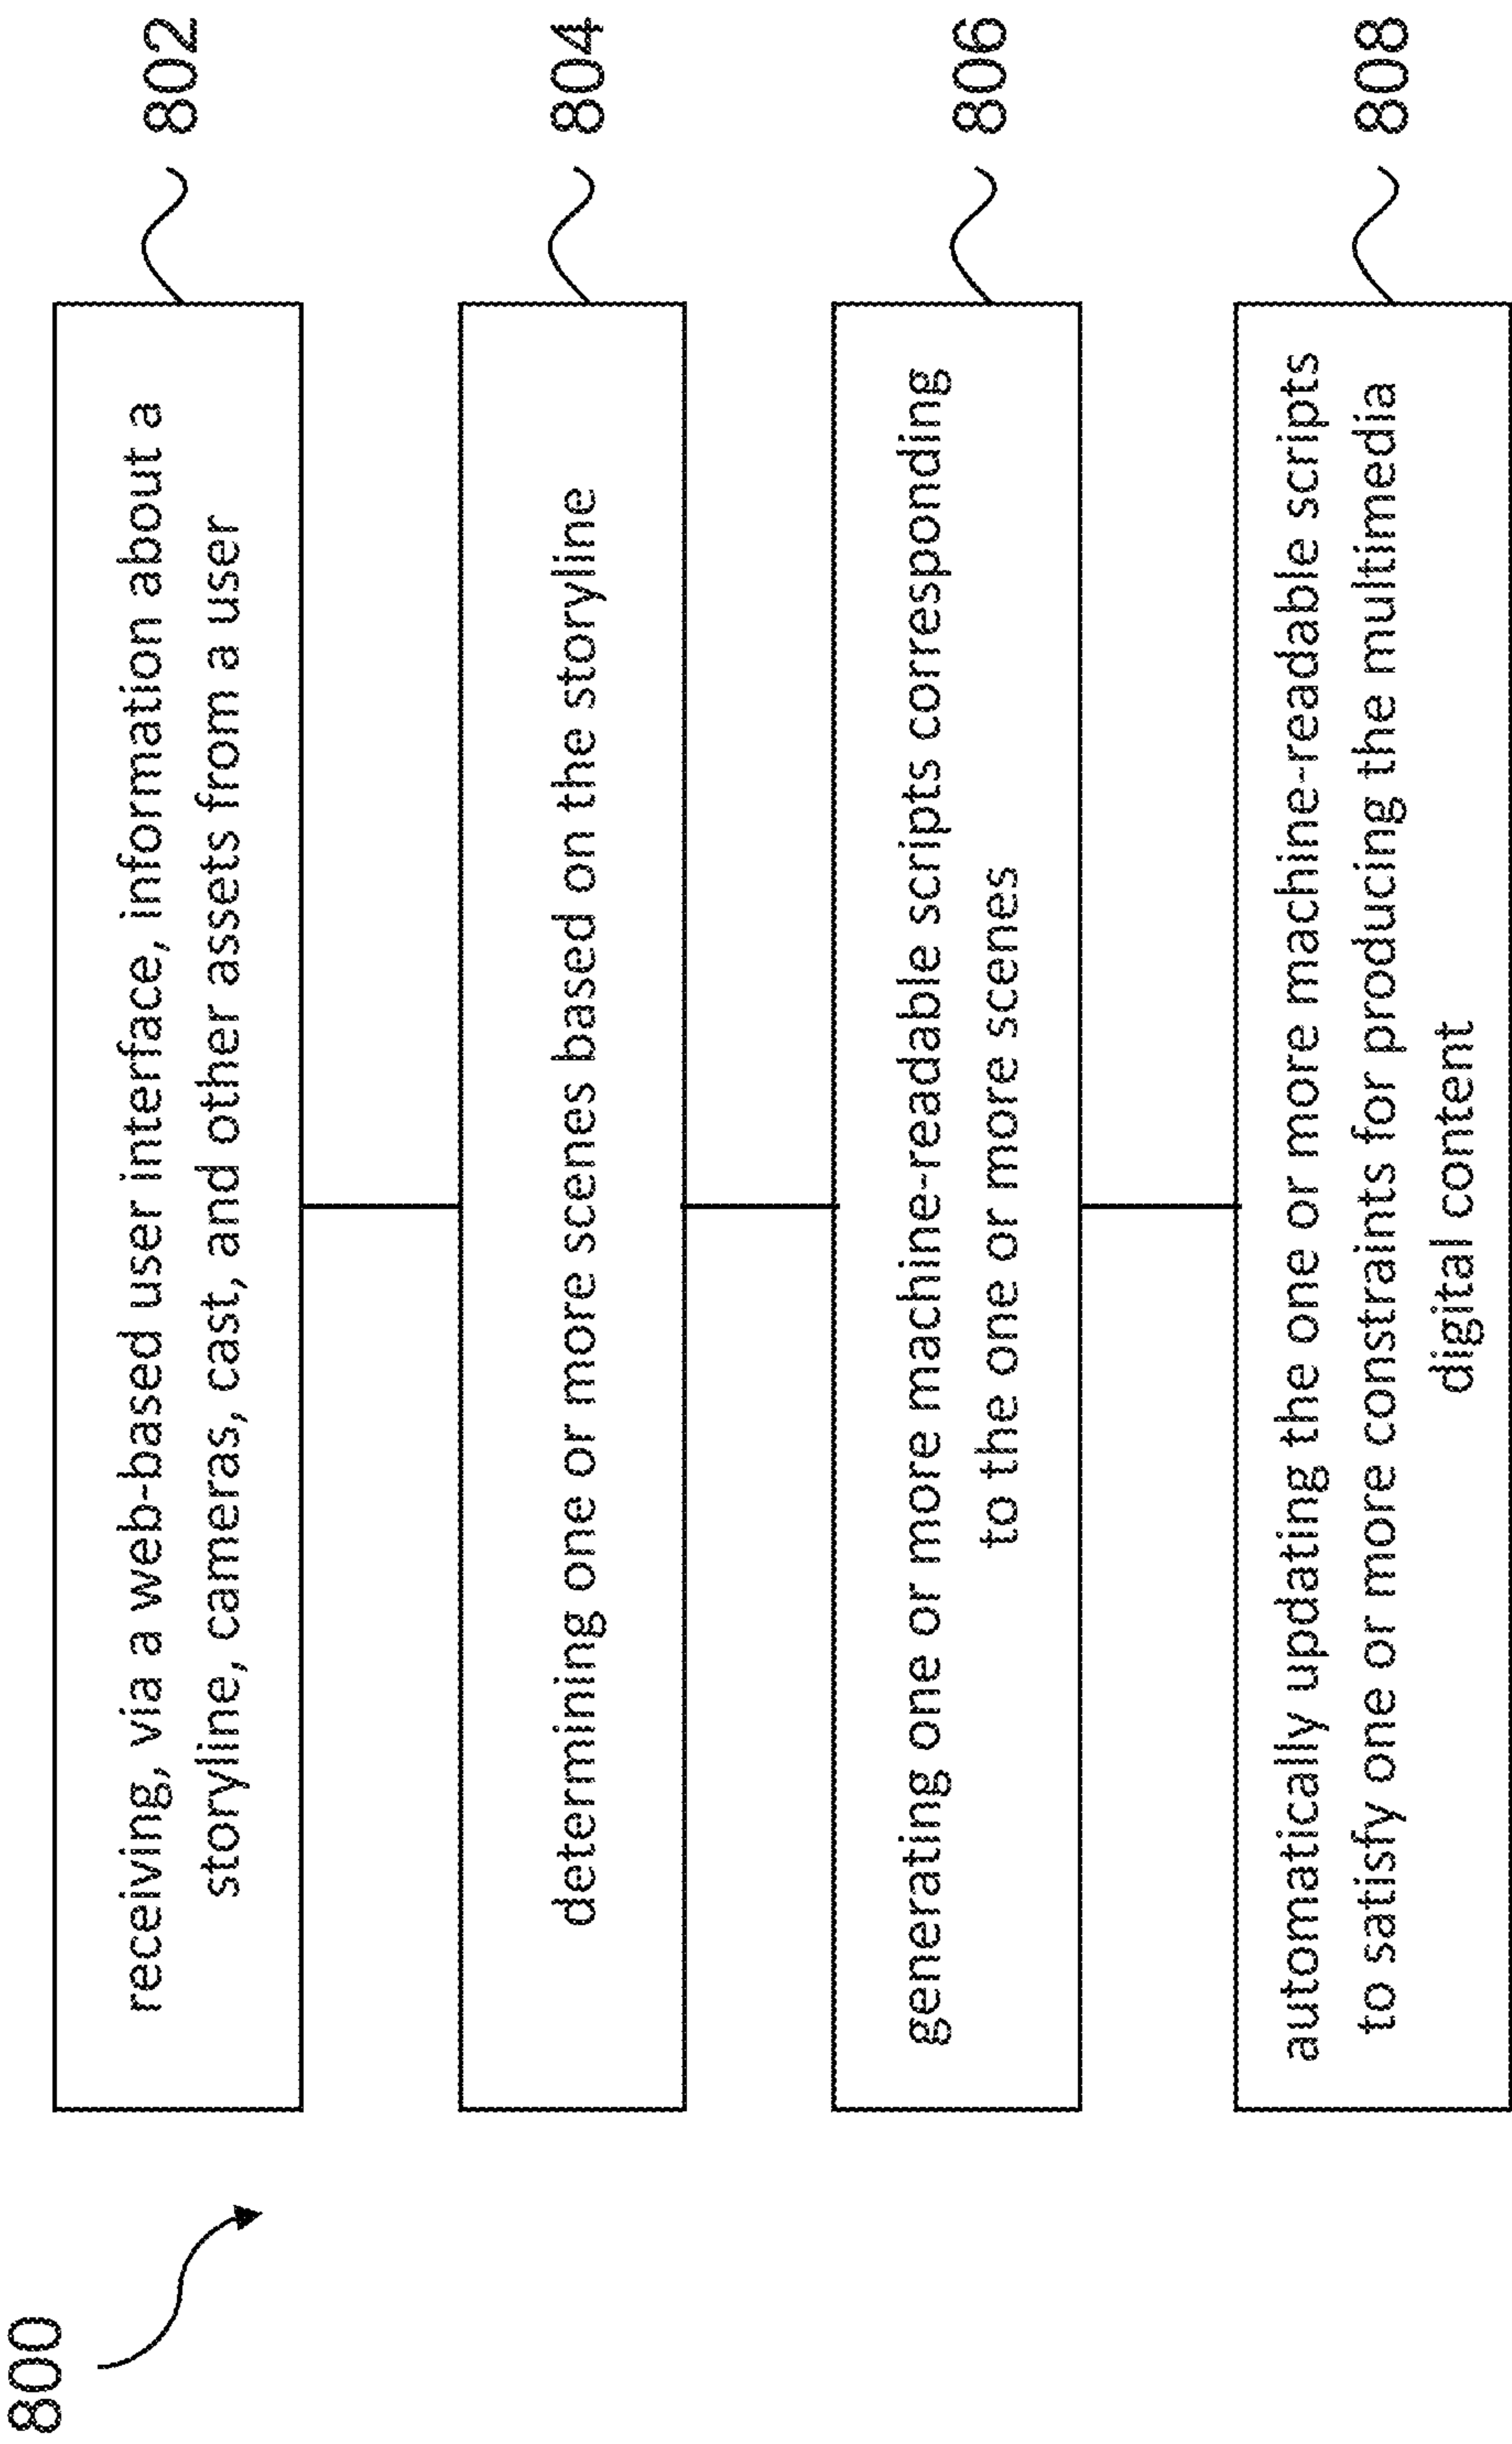 800
receiving, via a web-based user interface, information about a
storyline, cameras, cast, and other assets from a user
802
determining one or more scenes based on the storyline
804
generating one or more machine-readable scripts corresponding
to the one or more scenes
806
automatically updating the one or more machine-readable scripts
to satisfy one or more constraints for producing the multimedia
digital content
808